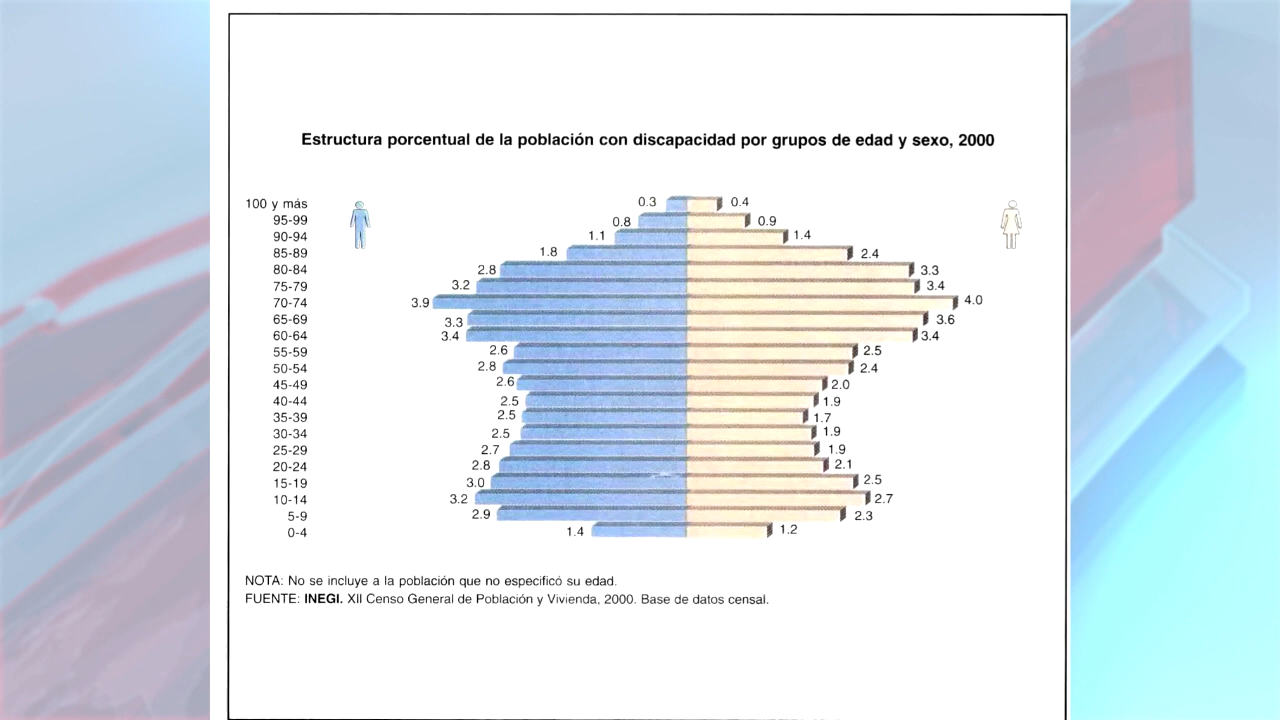 Estructura porcentual de la población con discapacidad por grupos de edad y sexo, 2000
100 y más 0.3 0.4
95-99 0.8 0.9
90-94 1.1 1.4
85-89 1.8 2.4
80-84 2.8 3.3
75-79 3.2 3.4
70-74 3.9 4.0
65-69 3.3 3.6
60-64 3.4 3.4
55-59 2.6 2.5
50-54 2.8 2.4
45-49 2.6 2.0
40-44 2.5 1.9
35-39 2.5 1.7
30-34 2.5 1.9
25-29 2.7 1.9
20-24 2.8 2.1
15-19 3.0 2.5
10-14 3.2 2.7
5-9 2.9 2.3
0-4 1.4 1.2
NOTA: No se incluye a la población que no especificó su edad.
FUENTE: INEGI. XII Censo General de Población y Vivienda, 2000. Base de datos censal.